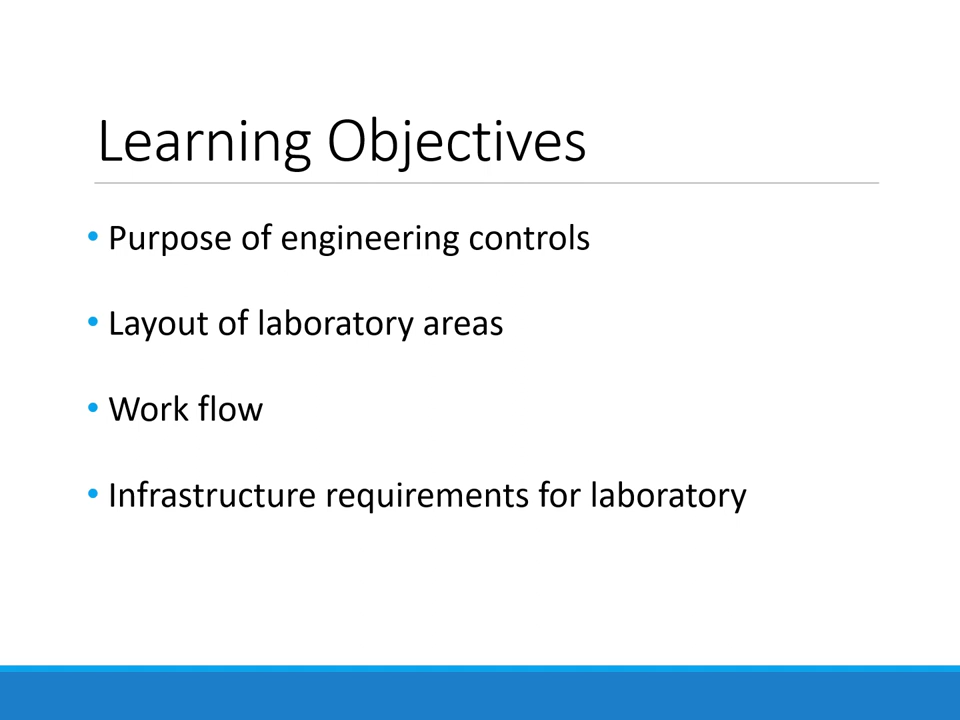 Learning Objectives
• Purpose of engineering controls
• Layout of laboratory areas
• Work flow
• Infrastructure requirements for laboratory